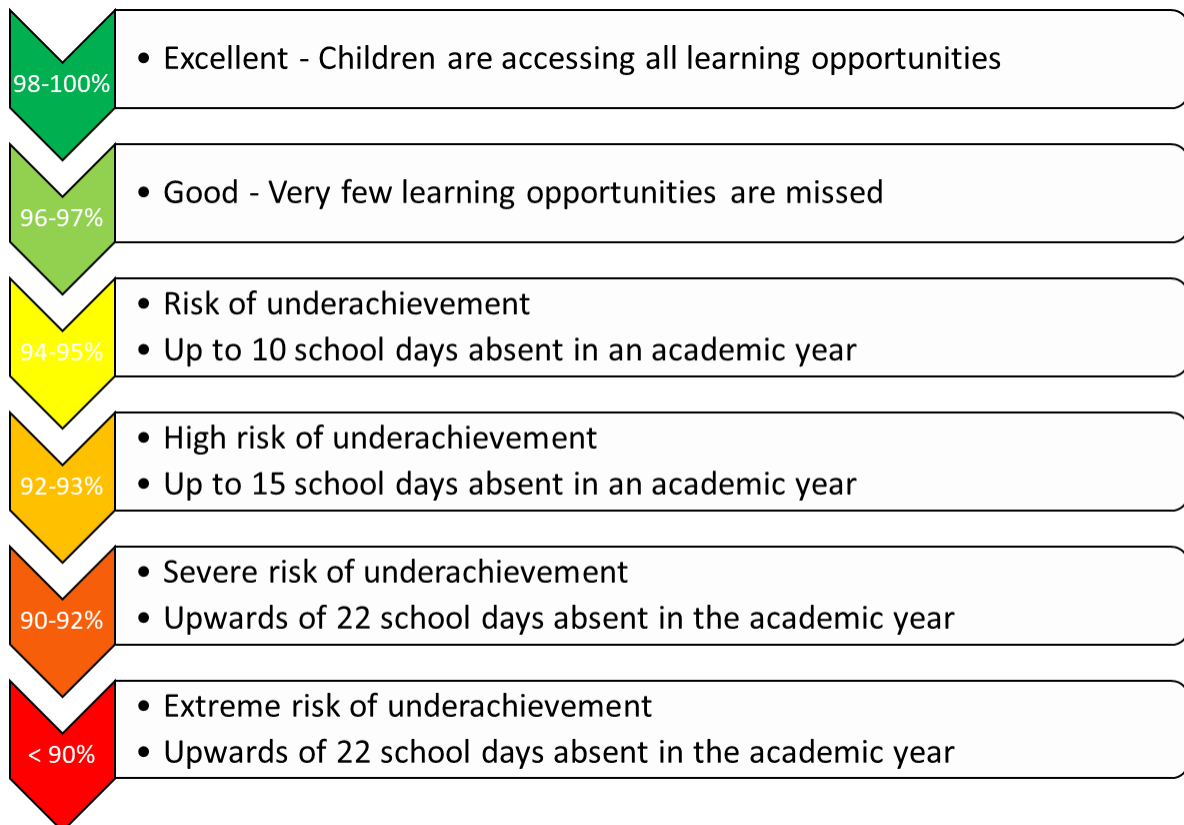 98-100%
• Excellent - Children are accessing all learning opportunities
96-97%
• Good - Very few learning opportunities are missed
94-95%
• Risk of underachievement
• Up to 10 school days absent in an academic year
92-93%
• High risk of underachievement
• Up to 15 school days absent in an academic year
90-92%
• Severe risk of underachievement
• Upwards of 22 school days absent in the academic year
< 90%
• Extreme risk of underachievement
• Upwards of 22 school days absent in the academic year